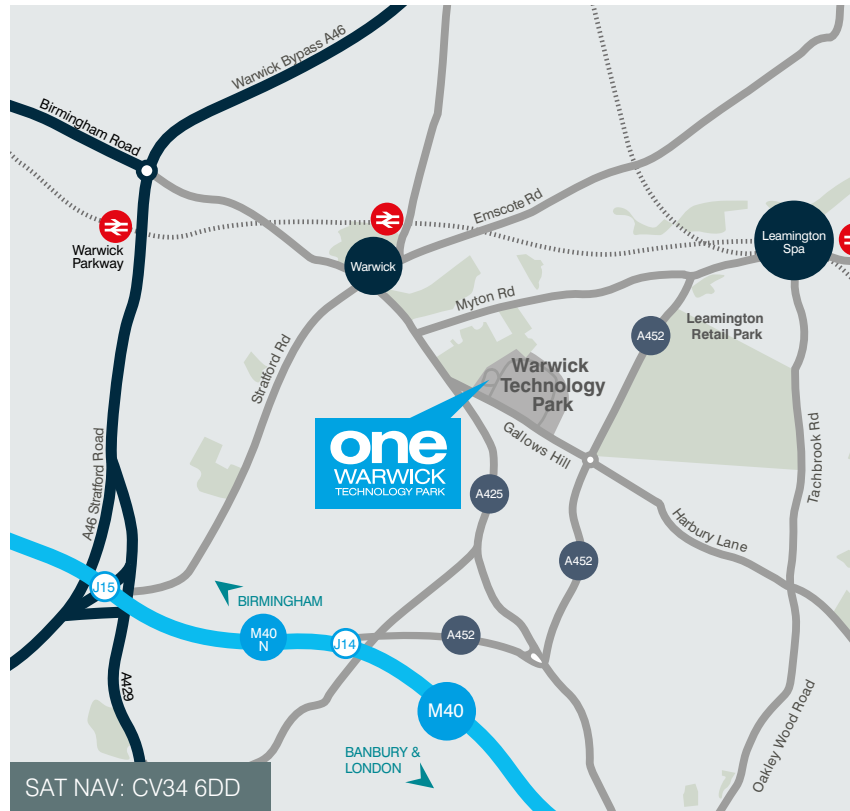 Warwick Bypass A46
Birmingham Road
Emscote Rd
Warwick
Parkway
Warwick
Leamington
Spa
Myton Rd
Leamington
Retail Park
A452
Stratford Rd
Warwick
Technology
Park
one
WARWICK
TECHNOLOGY PARK
Gallows Hill
Tachbrook Rd
A46 Stratford Road
A425
Harbury Lane
A452
J15
BIRMINGHAM
M40
N
J14
A452
A429
M40
BANBURY &
LONDON
Oakley Wood Road
SAT NAV: CV34 6DD